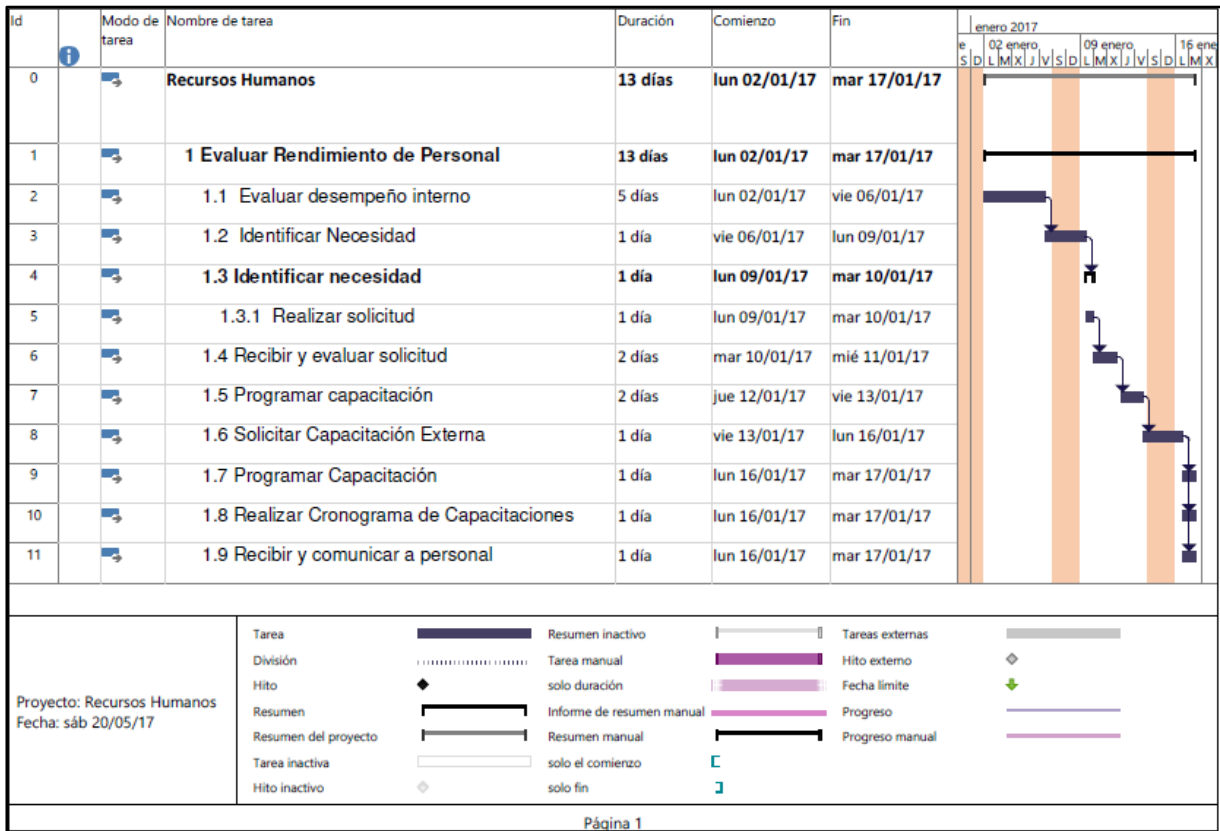 Id Modo de tarea Nombre de tarea Duración Comienzo Fin
enero 2017
e 02 enero 09 enero 16 ene
S D L M X J V S D L M X J V S D L M X
0 Recursos Humanos 13 días lun 02/01/17 mar 17/01/17
1 1 Evaluar Rendimiento de Personal 13 días lun 02/01/17 mar 17/01/17
2 1.1 Evaluar desempeño interno 5 días lun 02/01/17 vie 06/01/17
3 1.2 Identificar Necesidad 1 día vie 06/01/17 lun 09/01/17
4 1.3 Identificar necesidad 1 día lun 09/01/17 mar 10/01/17
5 1.3.1 Realizar solicitud 1 día lun 09/01/17 mar 10/01/17
6 1.4 Recibir y evaluar solicitud 2 días mar 10/01/17 mié 11/01/17
7 1.5 Programar capacitación 2 días jue 12/01/17 vie 13/01/17
8 1.6 Solicitar Capacitación Externa 1 día vie 13/01/17 lun 16/01/17
9 1.7 Programar Capacitación 1 día lun 16/01/17 mar 17/01/17
10 1.8 Realizar Cronograma de Capacitaciones 1 día lun 16/01/17 mar 17/01/17
11 1.9 Recibir y comunicar a personal 1 día lun 16/01/17 mar 17/01/17
Proyecto: Recursos Humanos
Fecha: sáb 20/05/17
Tarea Resumen inactivo Tareas externas
División Tarea manual Hito externo
Hito solo duración Fecha límite
Resumen Informe de resumen manual Progreso
Resumen del proyecto Resumen manual Progreso manual
Tarea inactiva solo el comienzo
Hito inactivo solo fin
Página 1